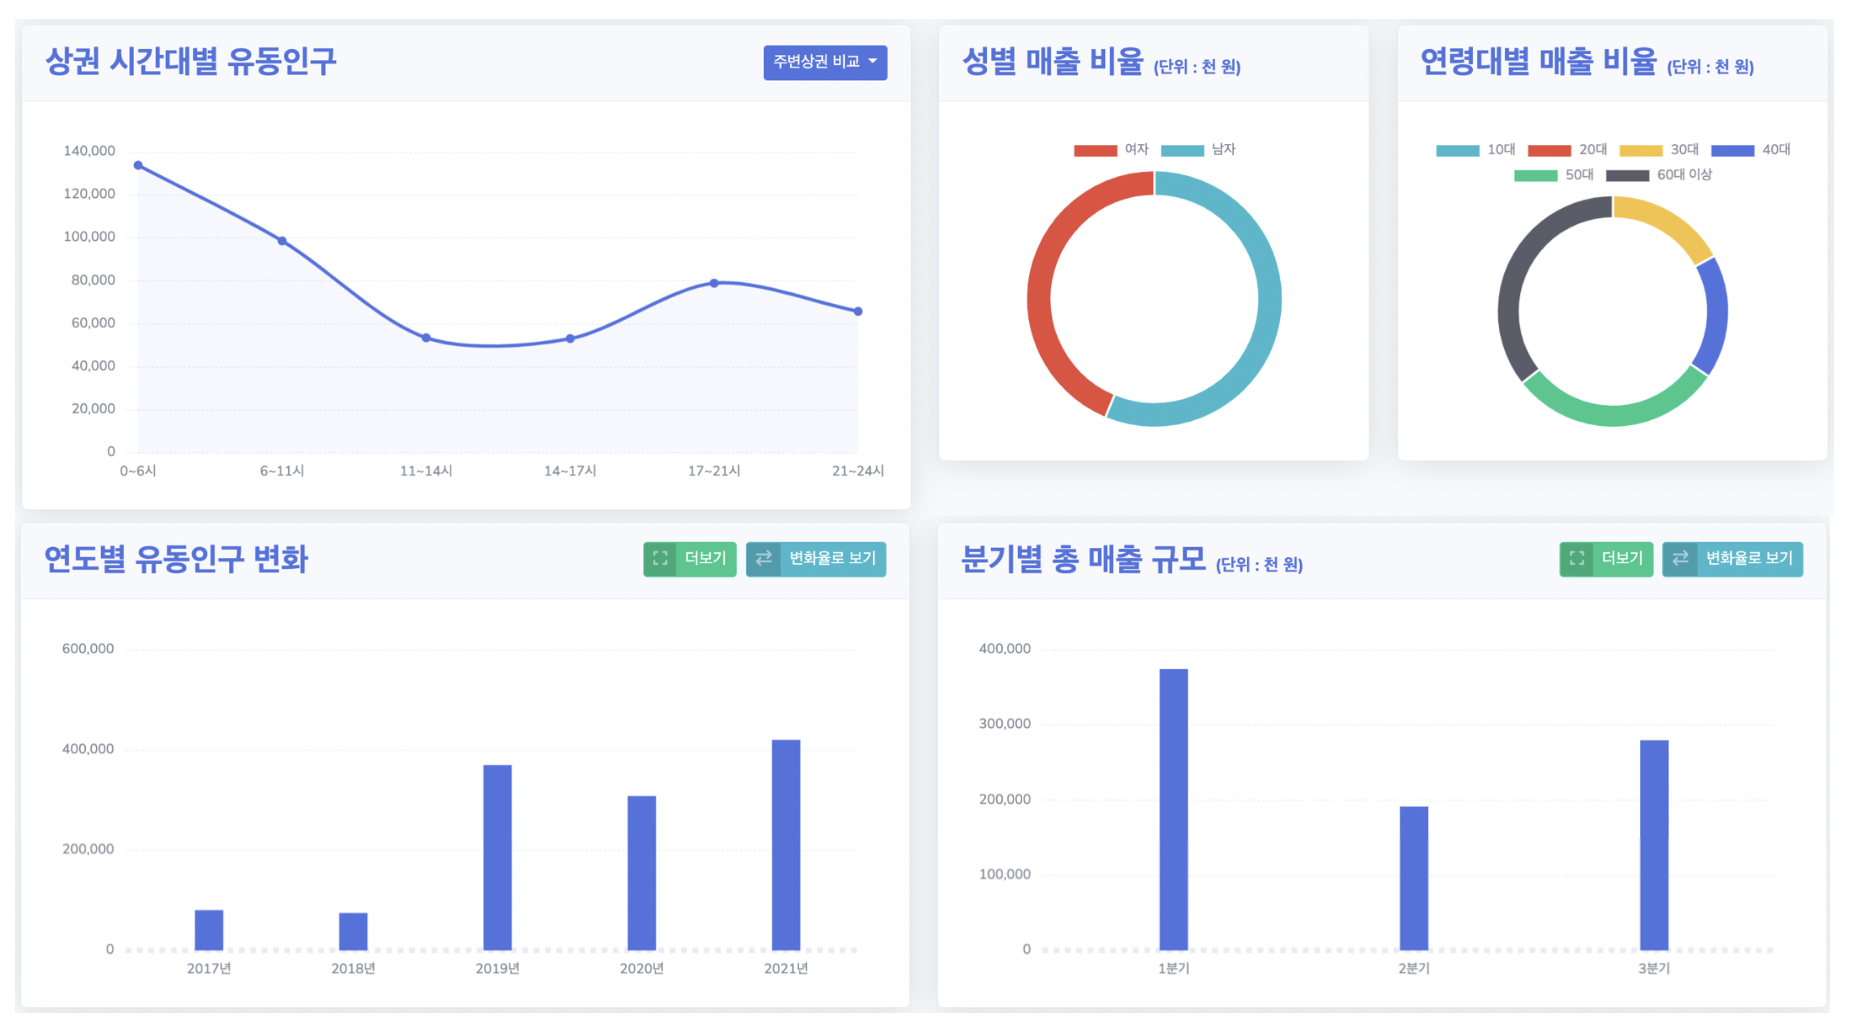 상권 시간대별 유동인구
주변상권 비교
140,000
120,000
100,000
80,000
60,000
40,000
20,000
0
0~6시 6~11시 11~14시 14~17시 17~21시 21~24시
성별 매출 비율 (단위 : 천 원)
여자 남자
연령대별 매출 비율 (단위 : 천 원)
10대 20대 30대 40대
50대 60대 이상
연도별 유동인구 변화
더보기 변화율로 보기
600,000
400,000
200,000
0
2017년 2018년 2019년 2020년 2021년
분기별 총 매출 규모 (단위 : 천 원)
더보기 변화율로 보기
400,000
300,000
200,000
100,000
0
1분기 2분기 3분기